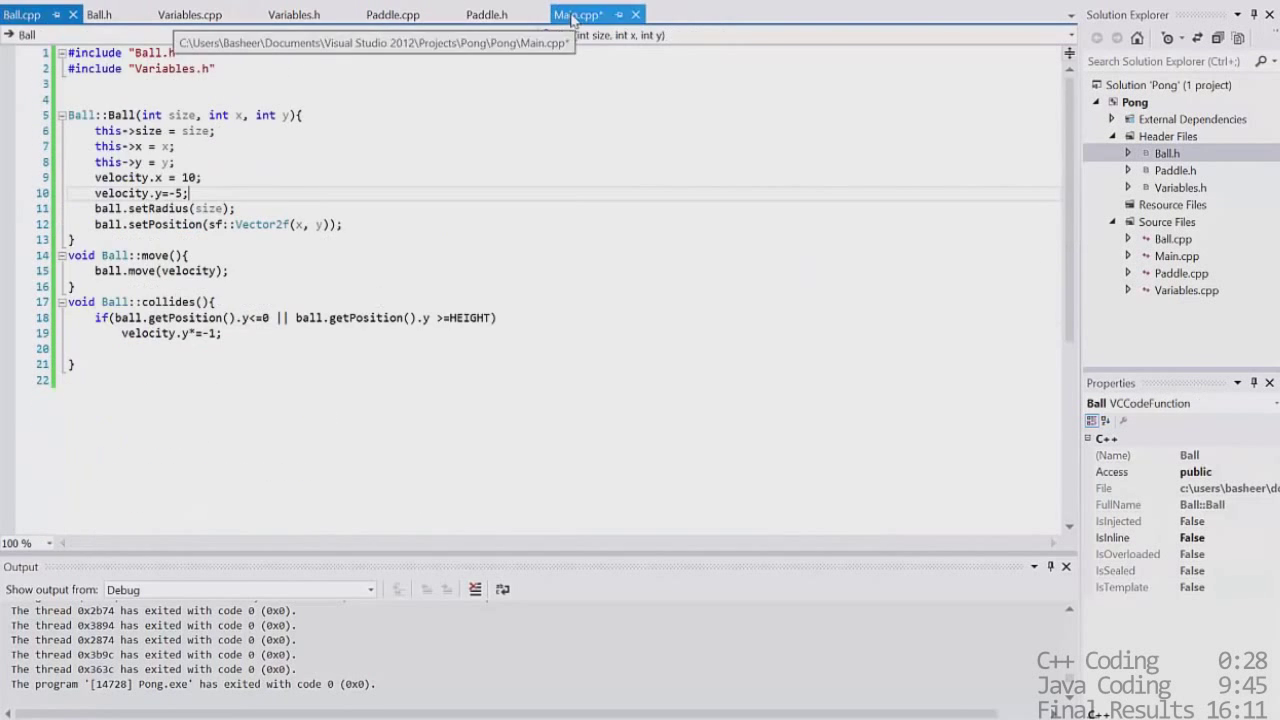 Ball.cpp Ball.h Variables.cpp Variables.h Paddle.cpp Paddle.h Main.cpp*
Solution Explorer
Ball
(int size, int x, int y)
C:\Users\Basheer\Documents\Visual Studio 2012\Projects\Pong\Pong\Main.cpp*
Search Solution Explorer (Ctrl+;)
Solution 'Pong' (1 project)
Pong
External Dependencies
Header Files
Ball.h
Paddle.h
Variables.h
Resource Files
Source Files
Ball.cpp
Main.cpp
Paddle.cpp
Variables.cpp
1 #include "Ball.h
2 #include "Variables.h"
3
4
5 Ball::Ball(int size, int x, int y){
6 this->size = size;
7 this->x = x;
8 this->y = y;
9 velocity.x = 10;
10 velocity.y=-5;
11 ball.setRadius(size);
12 ball.setPosition(sf::Vector2f(x, y));
13 }
14 void Ball::move(){
15 ball.move(velocity);
16 }
17 void Ball::collides(){
18 if(ball.getPosition().y<=0 || ball.getPosition().y >=HEIGHT)
19 velocity.y*=-1;
20
21 }
22
100 %
Properties
Ball VCCodeFunction
C++
(Name) Ball
Access public
File c:\users\basheer\do
FullName Ball::Ball
IsInjected False
IsInline False
IsOverloaded False
IsSealed False
IsTemplate False
Output
Show output from: Debug
The thread 0x2b74 has exited with code 0 (0x0).
The thread 0x3894 has exited with code 0 (0x0).
The thread 0x2874 has exited with code 0 (0x0).
The thread 0x3b9c has exited with code 0 (0x0).
The thread 0x363c has exited with code 0 (0x0).
The program '[14728] Pong.exe' has exited with code 0 (0x0).
C++ Coding 0:28
Java Coding 9:45
Final Results 16:11
C++